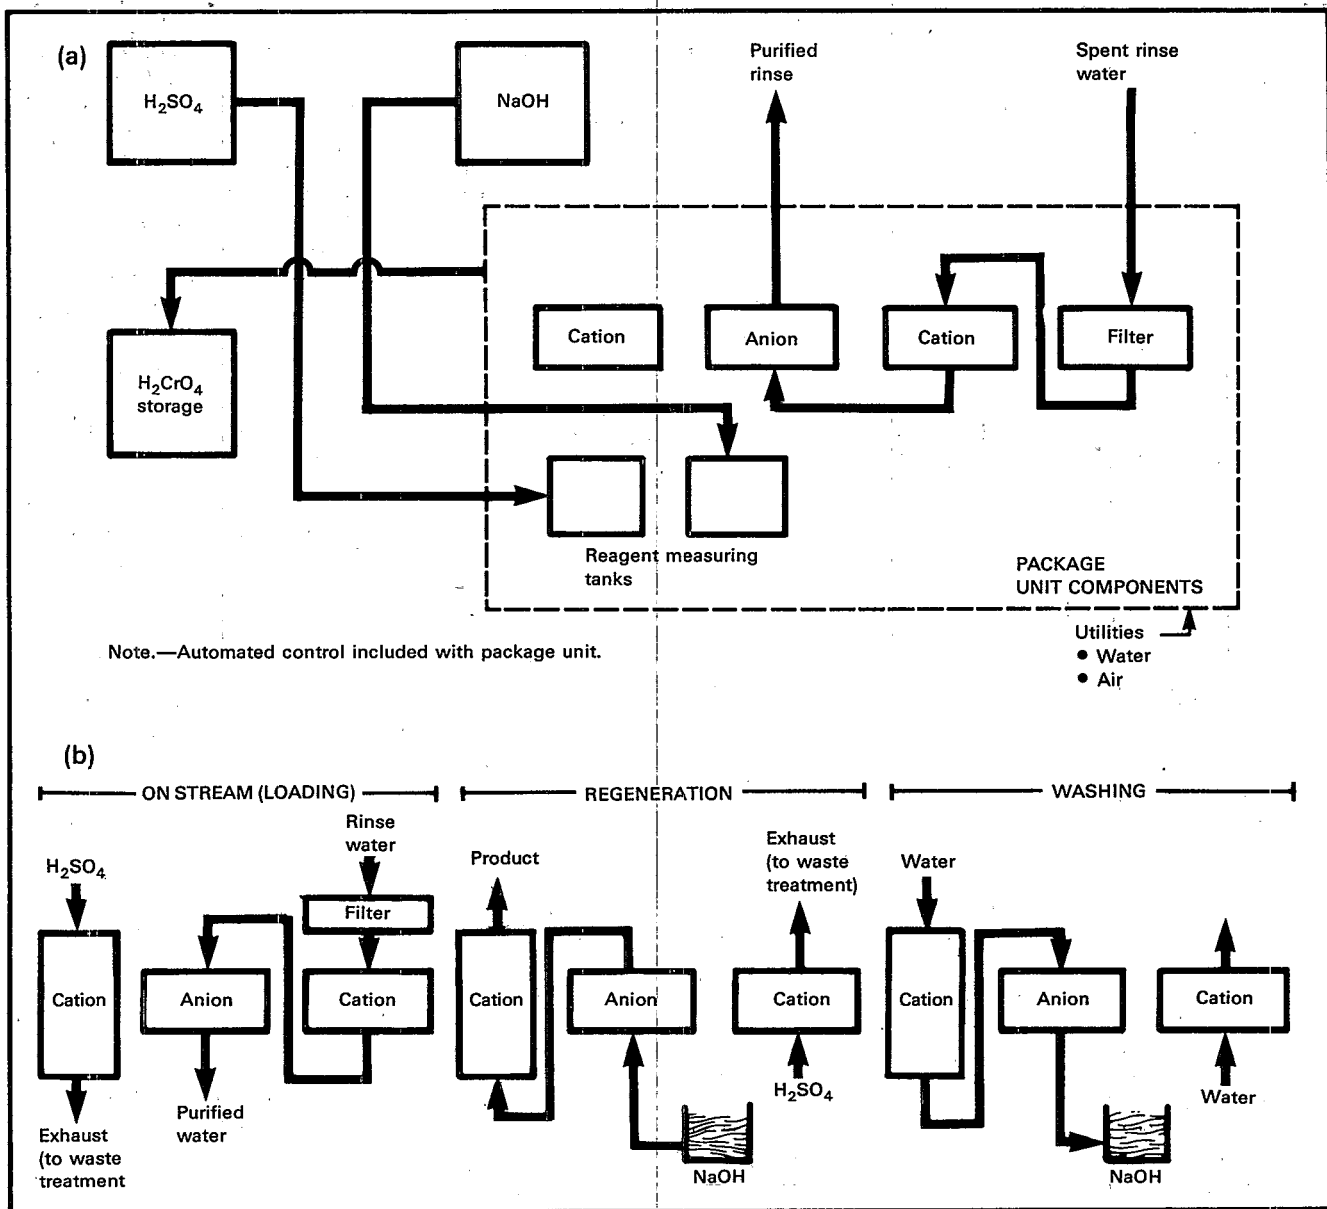 (a)
H₂SO₄
NaOH
Purified
rinse
Spent rinse
water
Cation
Anion
Cation
Filter
H₂CrO₄
storage
Reagent measuring
tanks
PACKAGE
UNIT COMPONENTS
Utilities
• Water
• Air
Note.—Automated control included with package unit.
(b)
ON STREAM (LOADING)
REGENERATION
WASHING
H₂SO₄
Rinse
water
Filter
Cation
Anion
Cation
Purified
water
Exhaust
(to waste
treatment
Product
Cation
Anion
Exhaust
(to waste
treatment)
Cation
H₂SO₄
NaOH
Water
Cation
Anion
Cation
Water
NaOH